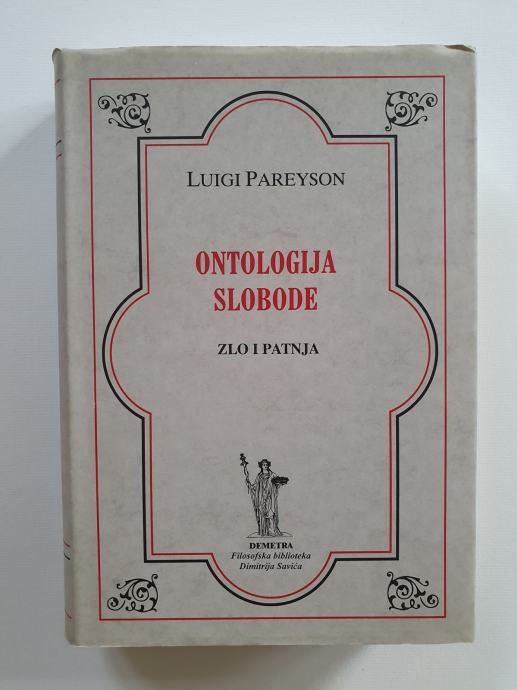 LUIGI PAREYSON
ONTOLOGIJA
SLOBODE
ZLO I PATNJA
DEMETRA
Filosofska biblioteka
Dimitrija Savića